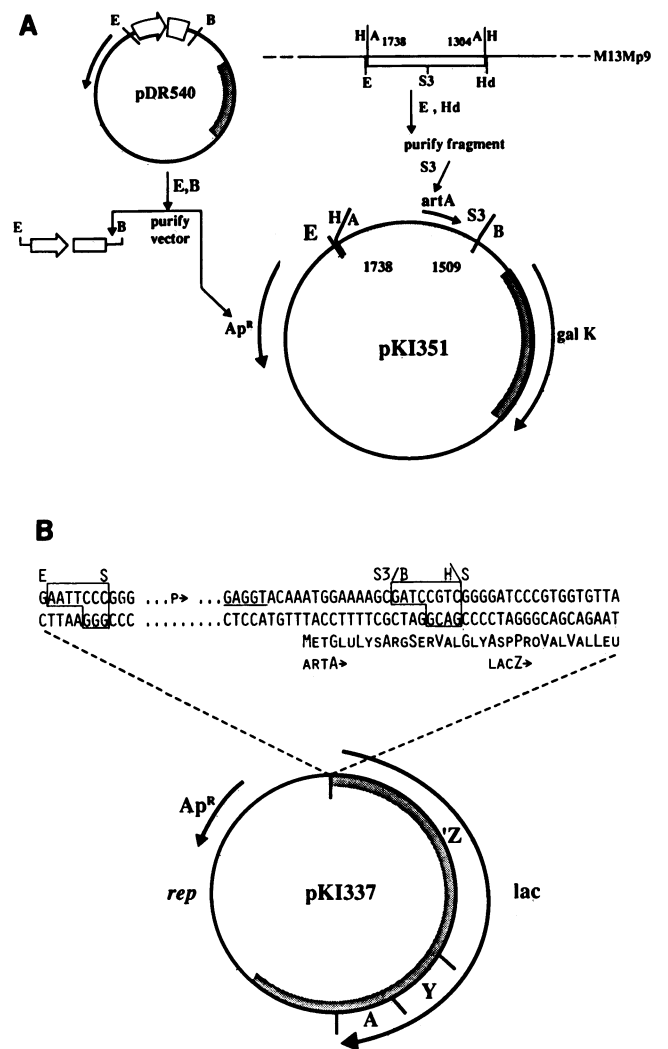 A
E B
pDR540
H A 1738 1304 A H
M13Mp9
E S3 Hd
E , Hd
purify fragment
S3
E,B
purify
vector
E B
artA
H A S3
E B
1738 1509
Ap^R
pKI351
gal K
B
E S S3/B H S
GAATTCCCGGG ...P→ ...GAGGTACAAATGGAAAAGCGATCCGTCGGGGATCCCGTGGTGTTA
CTTAAGGGCCC .........CTCCATGTTTACCTTTTCGCTAGGCAGCCCCTAGGGCAGCAGAAT
METGLULYSARGSERVALGLYASPPROVALVALLEU
ARTA→ LACZ→
Ap^R
'Z
rep
pKI337
lac
Y
A